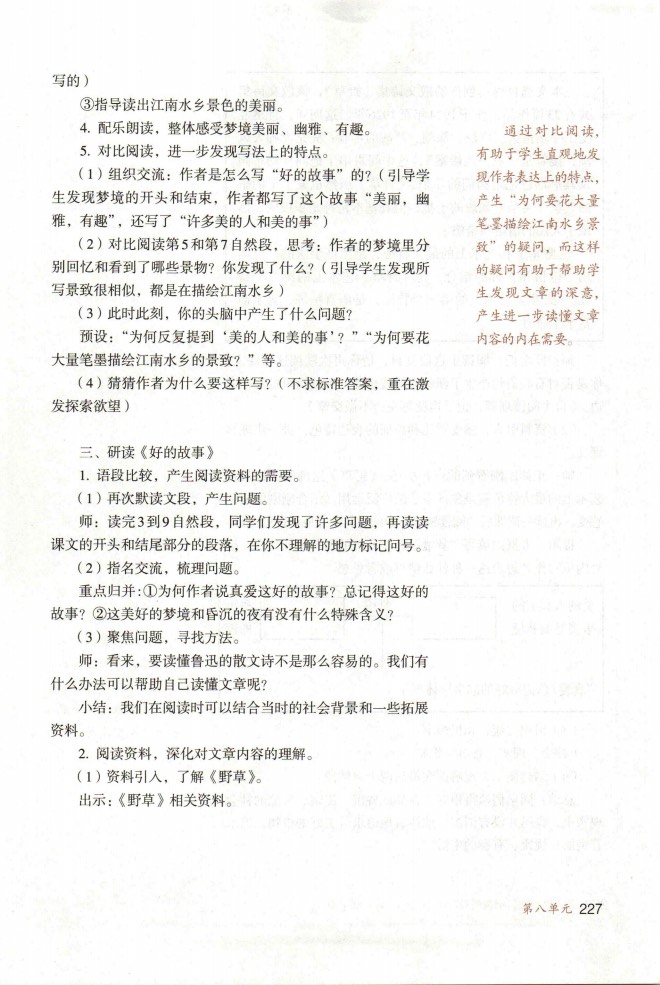 写的）
③指导读出江南水乡景色的美丽。
4. 配乐朗读，整体感受梦境美丽、幽雅、有趣。
5. 对比阅读，进一步发现写法上的特点。
（1）组织交流：作者是怎么写“好的故事”的？（引导学
生发现梦境的开头和结束，作者都写了这个故事“美丽，幽
雅，有趣”，还写了“许多美的人和美的事”）
（2）对比阅读第5和第7自然段，思考：作者的梦境里分
别回忆和看到了哪些景物？你发现了什么？（引导学生发现所
写景致很相似，都是在描绘江南水乡）
（3）此时此刻，你的头脑中产生了什么问题？
预设：“为何反复提到‘美的人和美的事’？”“为何要花
大量笔墨描绘江南水乡的景致？”等。
（4）猜猜作者为什么要这样写？（不求标准答案，重在激
发探索欲望）
三、研读《好的故事》
1. 语段比较，产生阅读资料的需要。
（1）再次默读文段，产生问题。
师：读完3到9自然段，同学们发现了许多问题，再读读
课文的开头和结尾部分的段落，在你不理解的地方标记问号。
（2）指名交流，梳理问题。
重点归并：①为何作者说真爱这好的故事？总记得这好的
故事？②这美好的梦境和昏沉的夜有没有什么特殊含义？
（3）聚焦问题，寻找方法。
师：看来，要读懂鲁迅的散文诗不是那么容易的。我们有
什么办法可以帮助自己读懂文章呢？
小结：我们在阅读时可以结合当时的社会背景和一些拓展
资料。
2. 阅读资料，深化对文章内容的理解。
（1）资料引入，了解《野草》。
出示：《野草》相关资料。
通过对比阅读，
有助于学生直观地发
现作者表达上的特点，
产生“为何要花大量
笔墨描绘江南水乡景
致”的疑问，而这样
的疑问有助于帮助学
生发现文章的深意，
产生进一步读懂文章
内容的内在需要。
第八单元 227